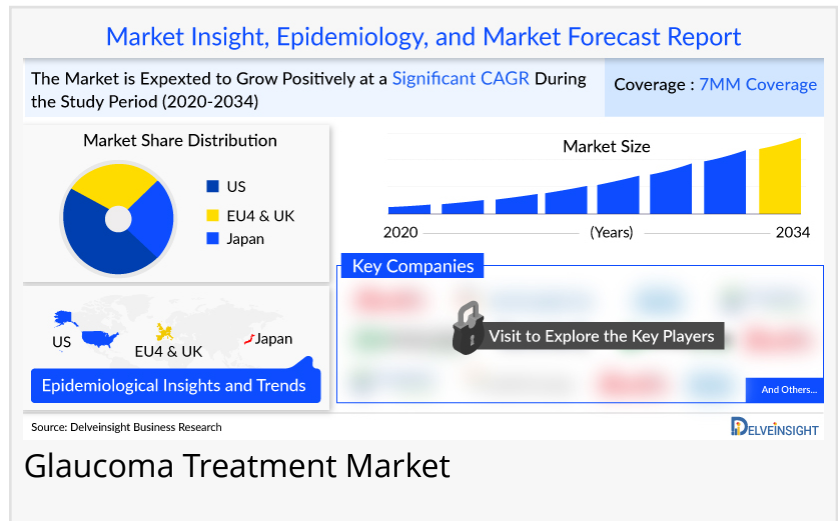 Market Insight, Epidemiology, and Market Forecast Report
The Market is Expexted to Grow Positively at a Significant CAGR During
the Study Period (2020-2034)
Coverage : 7MM Coverage
Market Share Distribution
US
EU4 & UK
Japan
Market Size
2020
(Years)
2034
US
EU4 & UK
Japan
Epidemiological Insights and Trends
Key Companies
Visit to Explore the Key Players
And Others...
Source: Delveinsight Business Research
DELVEINSIGHT
Glaucoma Treatment Market